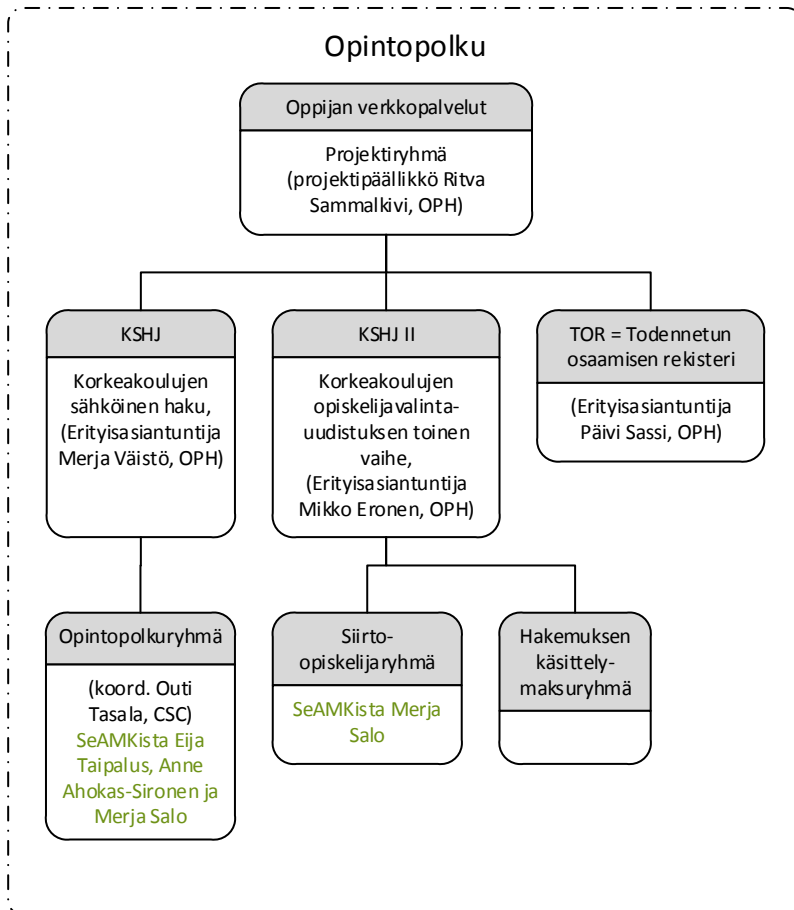 Opintopolku
Oppijan verkkopalvelut
Projektiryhmä
(projektipäällikkö Ritva
Sammalkivi, OPH)
KSHJ
Korkeakoulujen
sähköinen haku,
(Erityisasiantuntija
Merja Väistö, OPH)
KSHJ II
Korkeakoulujen
opiskelijavalinta-
uudistuksen toinen
vaihe,
(Erityisasiantuntija
Mikko Eronen, OPH)
TOR = Todennetun
osaamisen rekisteri
(Erityisasiantuntija
Päivi Sassi, OPH)
Opintopolkuryhmä
(koord. Outi
Tasala, CSC)
SeAMKista Eija
Taipalus, Anne
Ahokas-Sironen ja
Merja Salo
Siirto-
opiskelijaryhmä
SeAMKista Merja
Salo
Hakemuksen
käsittely-
maksuryhmä